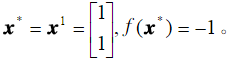 x* = x¹ = [1 1], f(x*) = −1 。